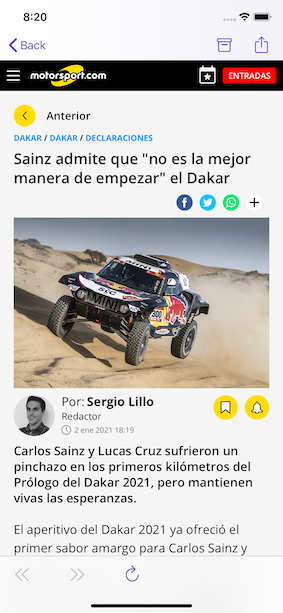 8:20
Back
motorsport.com
ENTRADAS
Anterior
DAKAR / DAKAR / DECLARACIONES
Sainz admite que "no es la mejor
manera de empezar" el Dakar
MINI
300
Por: Sergio Lillo
Redactor
2 ene 2021 18:19
Carlos Sainz y Lucas Cruz sufrieron un
pinchazo en los primeros kilómetros del
Prólogo del Dakar 2021, pero mantienen
vivas las esperanzas.
El aperitivo del Dakar 2021 ya ofreció el
primer sabor amargo para Carlos Sainz y